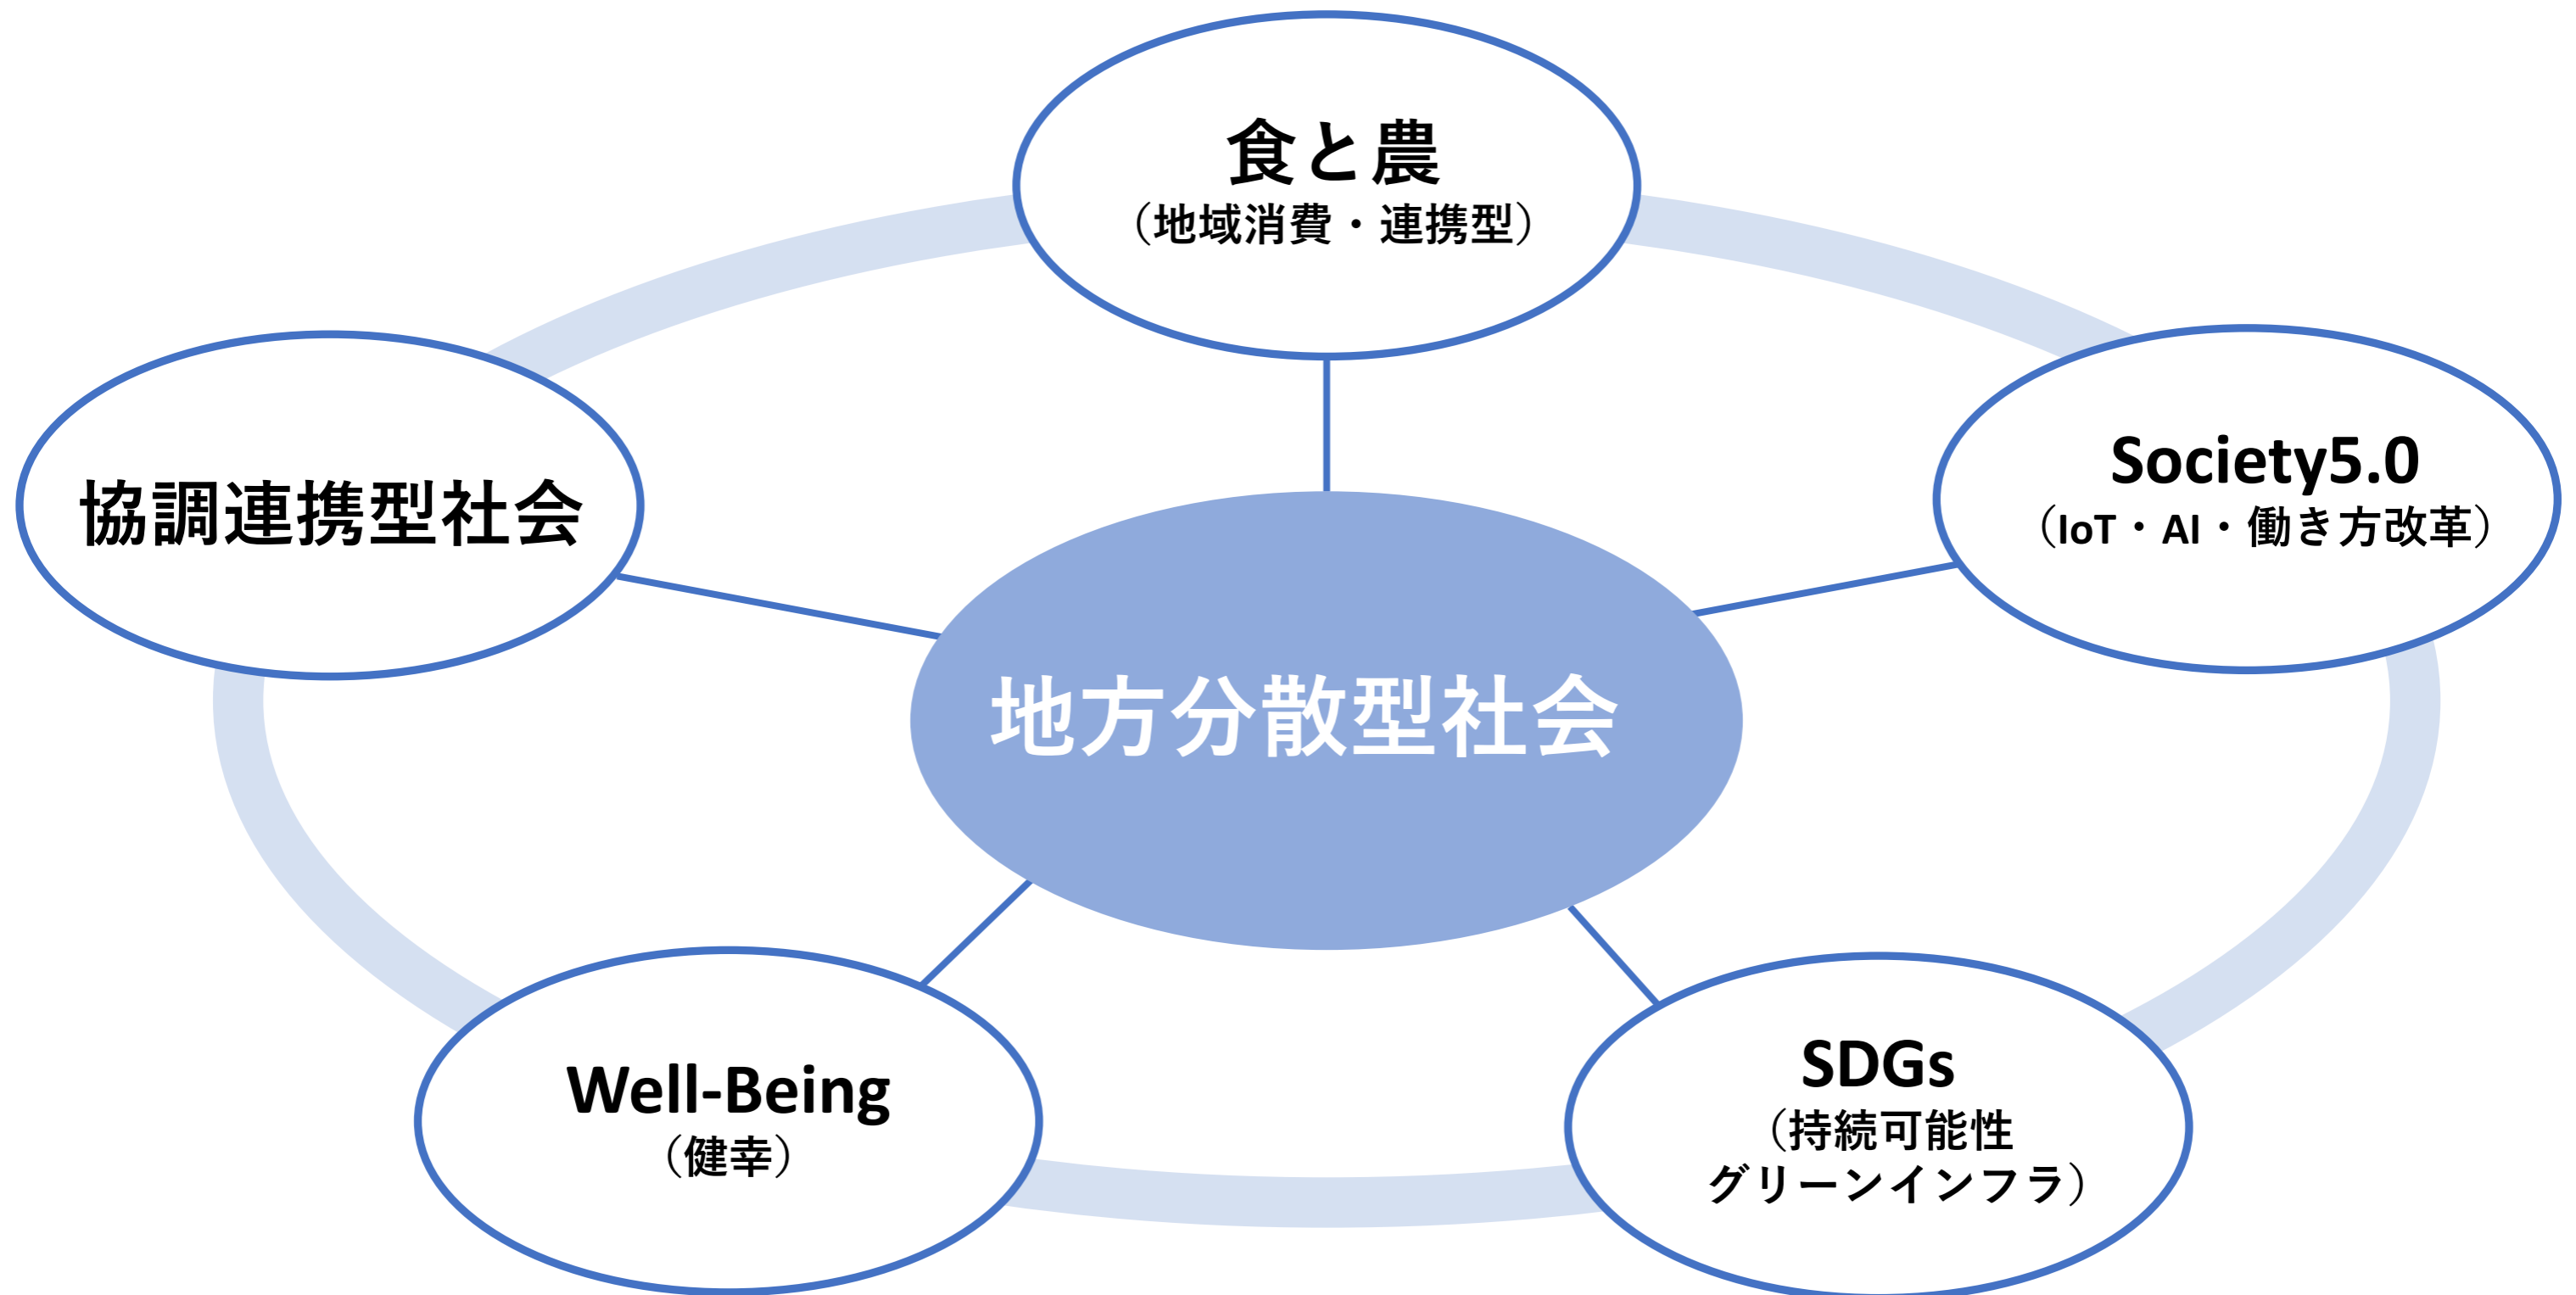 食と農
（地域消費・連携型）
協調連携型社会
Society5.0
（IoT・AI・働き方改革）
地方分散型社会
Well-Being
（健幸）
SDGs
（持続可能性
グリーンインフラ）